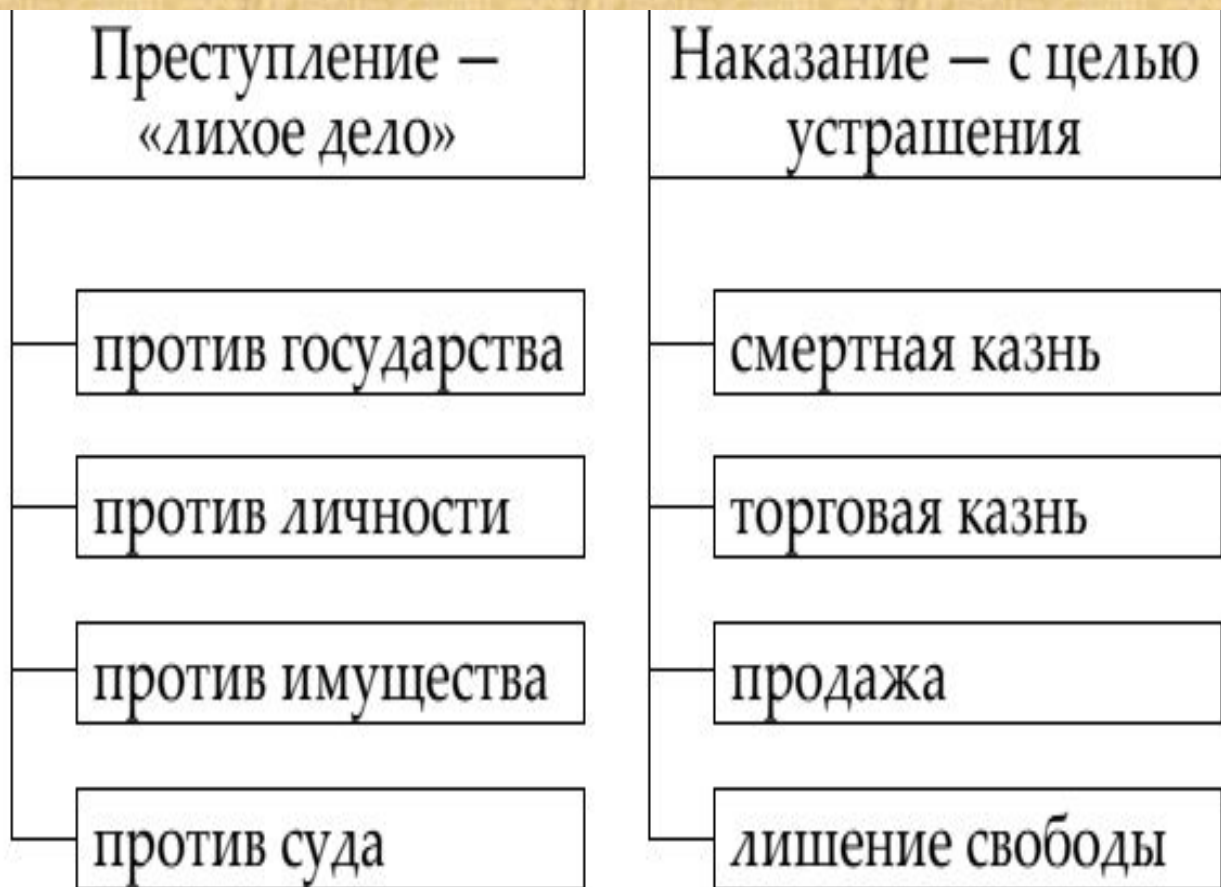 Преступление —
«лихое дело»
против государства
против личности
против имущества
против суда
Наказание — с целью
устрашения
смертная казнь
торговая казнь
продажа
лишение свободы